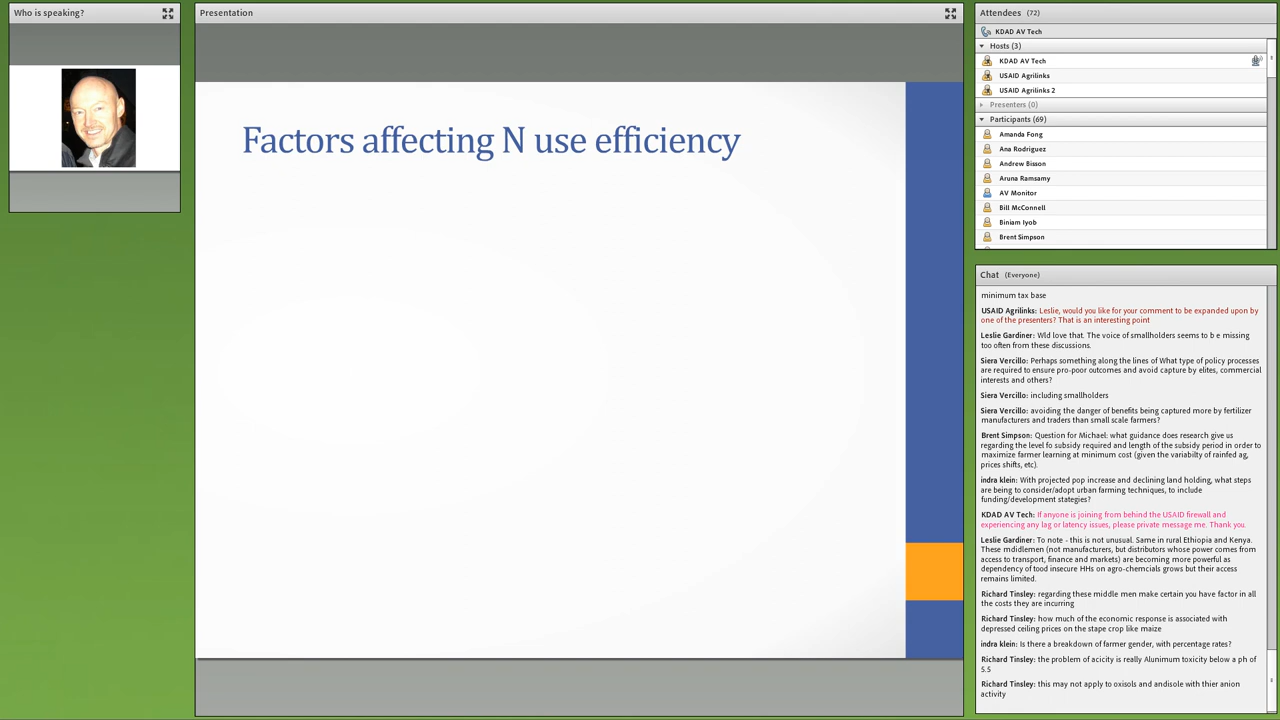 Who is speaking?
Presentation
Factors affecting N use efficiency
Attendees (72)
KDAD AV Tech
Hosts (3)
KDAD AV Tech
USAID Agrilinks
USAID Agrilinks 2
Presenters (0)
Participants (69)
Amanda Fong
Ana Rodriguez
Andrew Bisson
Aruna Ramsamy
AV Monitor
Bill McConnell
Biniam Iyob
Brent Simpson
Chat (Everyone)
minimum tax base
USAID Agrilinks: Leslie, would you like for your comment to be expanded upon by
one of the presenters? That is an interesting point
Leslie Gardiner: Wld love that. The voice of smallholders seems to b e missing
too often from these discussions.
Siera Vercillo: Perhaps something along the lines of What type of policy processes
are required to ensure pro-poor outcomes and avoid capture by elites, commercial
interests and others?
Siera Vercillo: including smallholders
Siera Vercillo: avoiding the danger of benefits being captured more by fertilizer
manufacturers and traders than small scale farmers?
Brent Simpson: Question for Michael: what guidance does research give us
regarding the level fo subsidy required and length of the subsidy period in order to
maximize farmer learning at minimum cost (given the variabilty of rainfed ag,
prices shifts, etc).
indra klein: With projected pop increase and declining land holding, what steps
are being to consider/adopt urban farming techniques, to include
funding/development stategies?
KDAD AV Tech: If anyone is joining from behind the USAID firewall and
experiencing any lag or latency issues, please private message me. Thank you.
Leslie Gardiner: To note - this is not unusual. Same in rural Ethiopia and Kenya.
These mdidlemen (not manufacturers, but distributors whose power comes from
access to transport, finance and markets) are becoming more powerful as
dependency of tood insecure HHs on agro-chemcials grows but their access
remains limited.
Richard Tinsley: regarding these middle men make certain you have factor in all
the costs they are incurring
Richard Tinsley: how much of the economic response is associated with
depressed ceiling prices on the stape crop like maize
indra klein: Is there a breakdown of farmer gender, with percentage rates?
Richard Tinsley: the problem of acicity is really Alunimum toxicity below a ph of
5.5
Richard Tinsley: this may not apply to oxisols and andisole with thier anion
activity